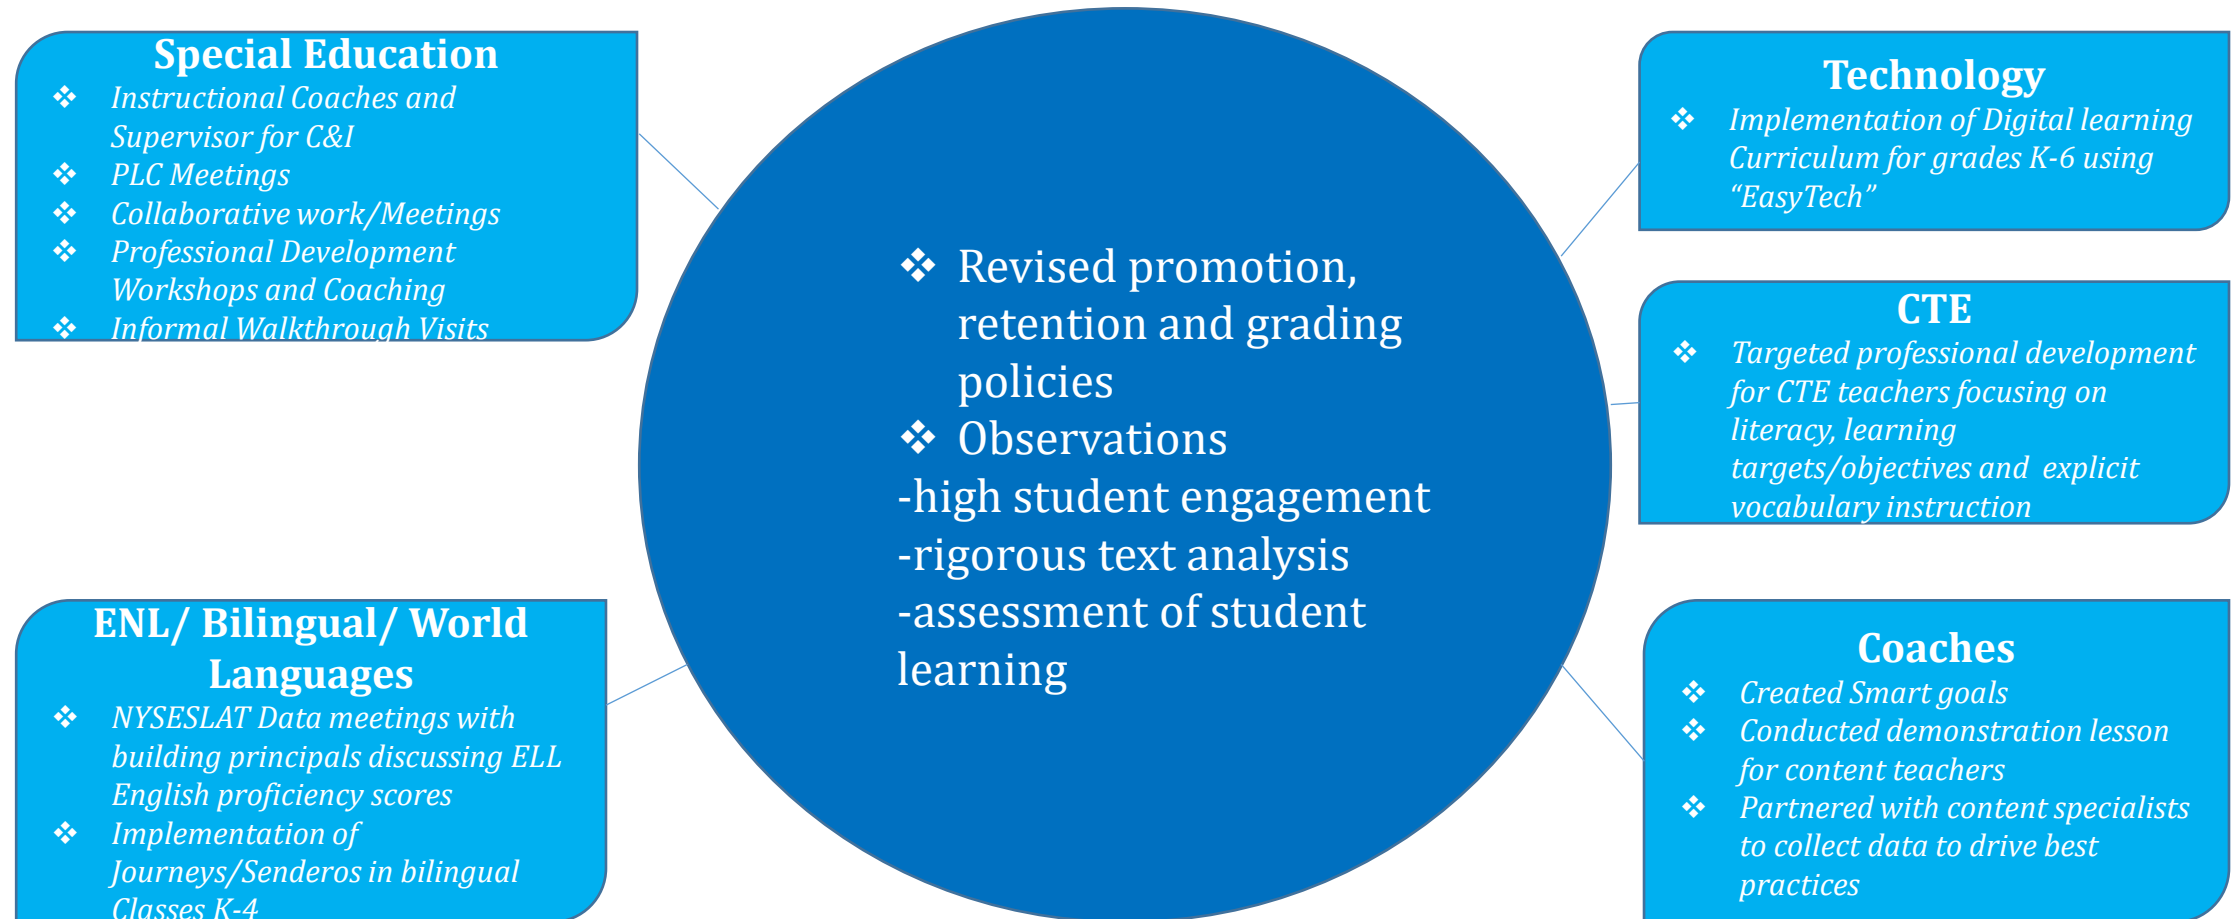 Special Education
❖ Instructional Coaches and
Supervisor for C&I
❖ PLC Meetings
❖ Collaborative work/Meetings
❖ Professional Development
Workshops and Coaching
❖ Informal Walkthrough Visits
ENL/ Bilingual/ World
Languages
❖ NYSESLAT Data meetings with
building principals discussing ELL
English proficiency scores
❖ Implementation of
Journeys/Senderos in bilingual
Classes K-4
❖ Revised promotion,
retention and grading
policies
❖ Observations
-high student engagement
-rigorous text analysis
-assessment of student
learning
Technology
❖ Implementation of Digital learning
Curriculum for grades K-6 using
“EasyTech”
CTE
❖ Targeted professional development
for CTE teachers focusing on
literacy, learning
targets/objectives and explicit
vocabulary instruction
Coaches
❖ Created Smart goals
❖ Conducted demonstration lesson
for content teachers
❖ Partnered with content specialists
to collect data to drive best
practices